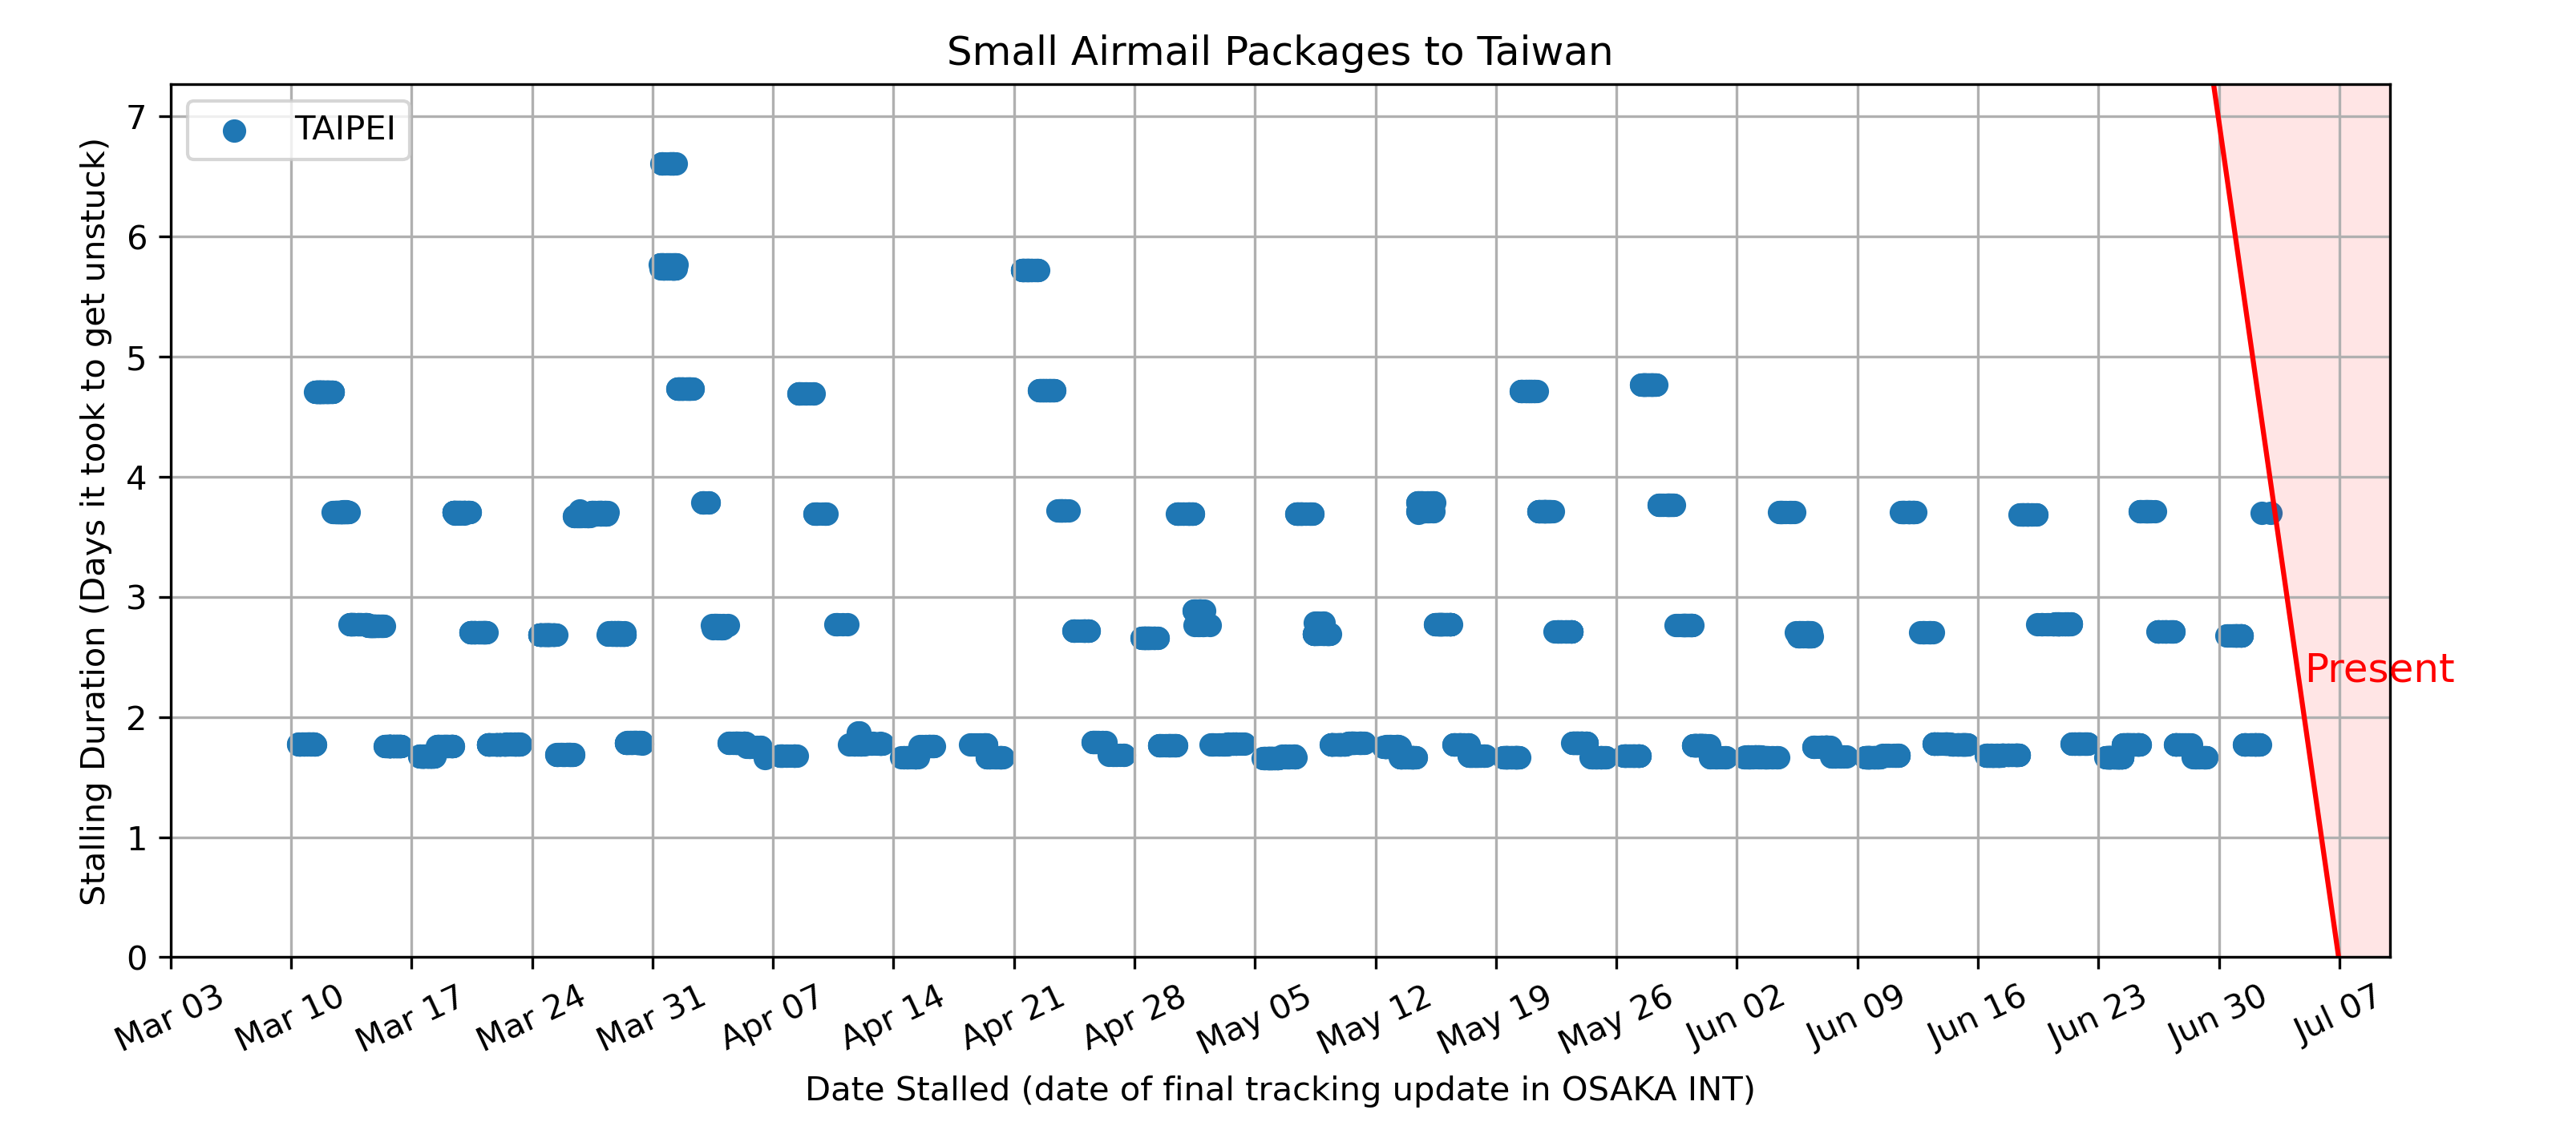 Small Airmail Packages to Taiwan
TAIPEI
Stalling Duration (Days it took to get unstuck)
7
6
5
4
3
2
1
0
Present
Mar 03
Mar 10
Mar 17
Mar 24
Mar 31
Apr 07
Apr 14
Apr 21
Apr 28
May 05
May 12
May 19
May 26
Jun 02
Jun 09
Jun 16
Jun 23
Jun 30
Jul 07
Date Stalled (date of final tracking update in OSAKA INT)